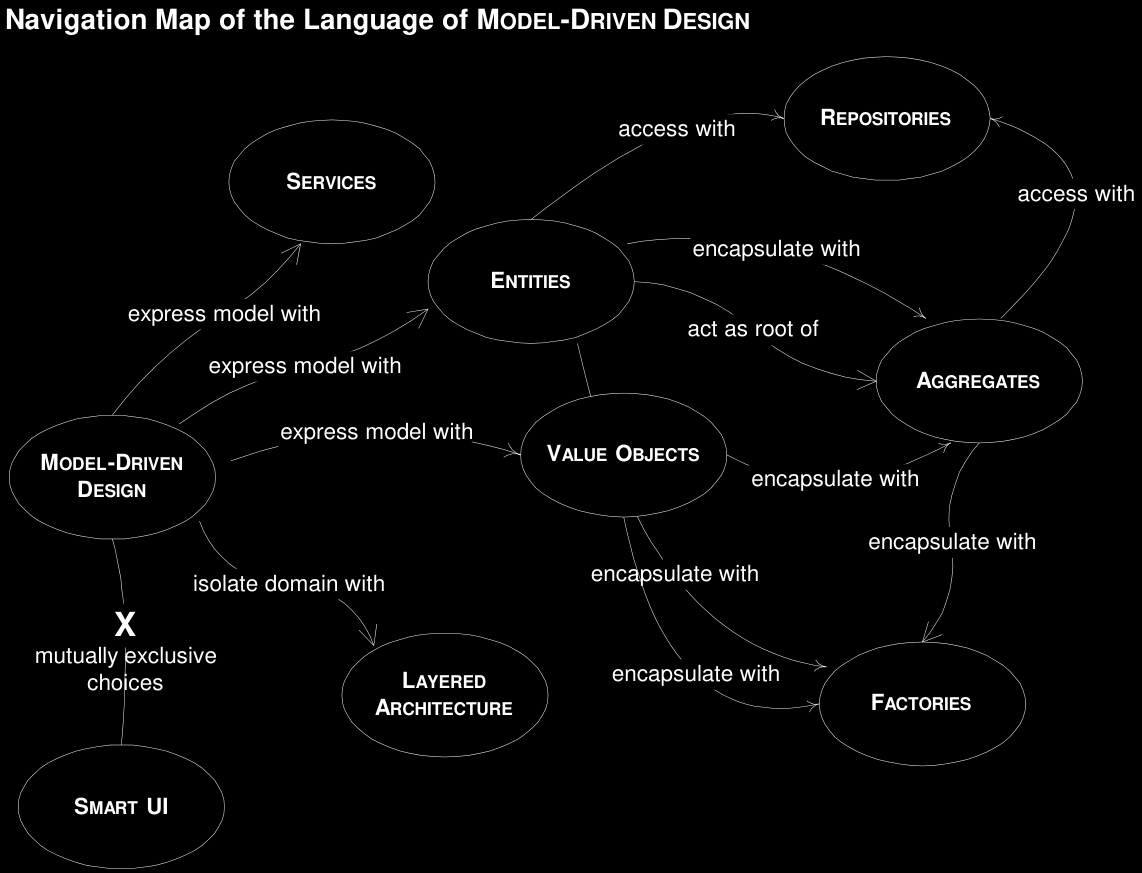 Navigation Map of the Language of MODEL-DRIVEN DESIGN
REPOSITORIES
access with
SERVICES
access with
encapsulate with
ENTITIES
express model with
act as root of
express model with
AGGREGATES
express model with
VALUE OBJECTS
MODEL-DRIVEN
DESIGN
encapsulate with
encapsulate with
encapsulate with
isolate domain with
X
mutually exclusive
choices
encapsulate with
LAYERED
ARCHITECTURE
FACTORIES
SMART UI